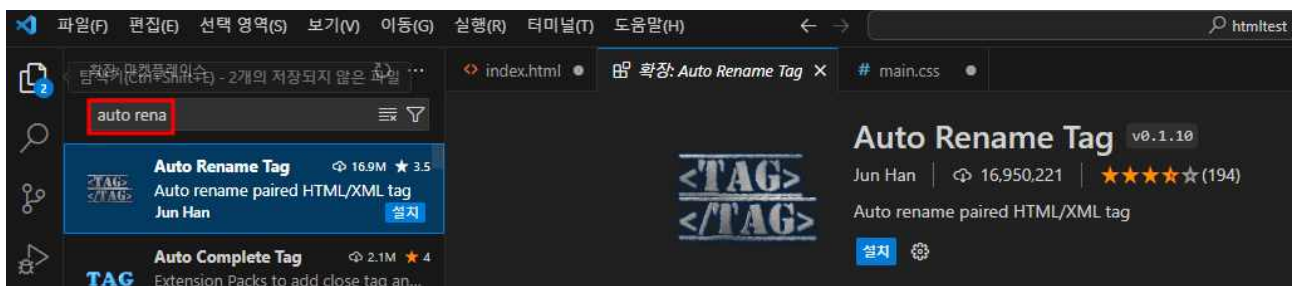 파일(F) 편집(E) 선택 영역(S) 보기(V) 이동(G) 실행(R) 터미널(T) 도움말(H) htmltest
탐색기(Ctrl+Shift+E) - 2개의 저장되지 않은 파일
index.html 확장: Auto Rename Tag # main.css
2
auto rena
Auto Rename Tag 16.9M ★ 3.5
Auto rename paired HTML/XML tag
Jun Han 설치
<TAG>
</TAG>
Auto Complete Tag 2.1M ★ 4
TAG Extension Packs to add close tag an...
<TAG>
</TAG>
Auto Rename Tag v0.1.10
Jun Han 16,950,221 (194)
Auto rename paired HTML/XML tag
설치